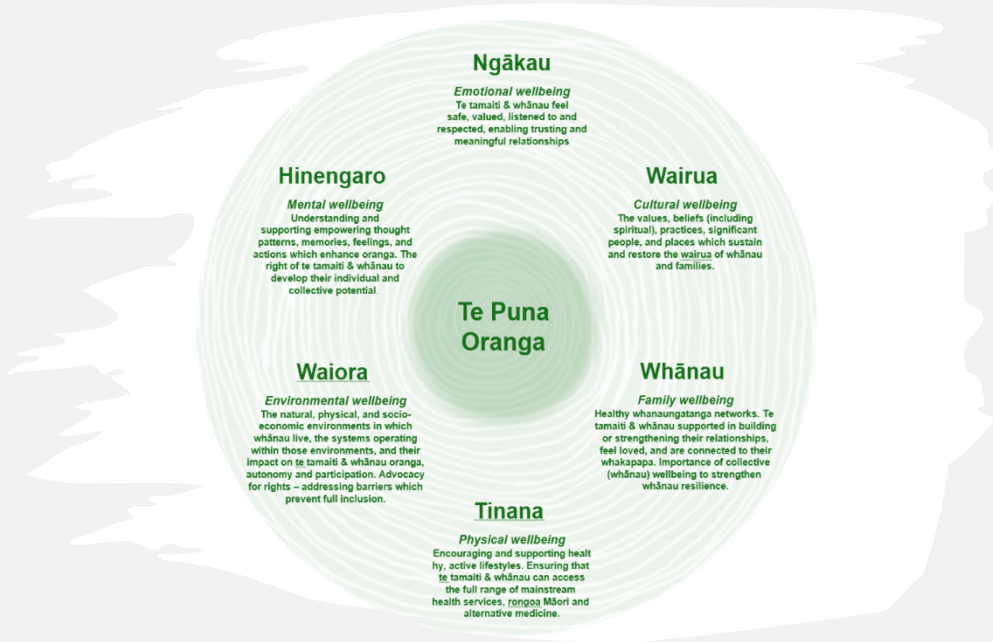 Ngākau
Emotional wellbeing
Te tamaiti & whānau feel
safe, valued, listened to and
respected, enabling trusting and
meaningful relationships
Hinengaro
Mental wellbeing
Understanding and
supporting empowering thought
patterns, memories, feelings, and
actions which enhance oranga. The
right of te tamaiti & whānau to
develop their individual and
collective potential
Wairua
Cultural wellbeing
The values, beliefs (including
spiritual), practices, significant
people, and places which sustain
and restore the wairua of whānau
and families.
Te Puna
Oranga
Waiora
Environmental wellbeing
The natural, physical, and socio-
economic environments in which
whānau live, the systems operating
within those environments, and their
impact on te tamaiti & whānau oranga,
autonomy and participation. Advocacy
for rights – addressing barriers which
prevent full inclusion.
Whānau
Family wellbeing
Healthy whanaungatanga networks. Te
tamaiti & whānau supported in building
or strengthening their relationships,
feel loved, and are connected to their
whakapapa. Importance of collective
(whānau) wellbeing to strengthen
whānau resilience.
Tinana
Physical wellbeing
Encouraging and supporting healt
hy, active lifestyles. Ensuring that
te tamaiti & whānau can access
the full range of mainstream
health services, rongoa Māori and
alternative medicine.